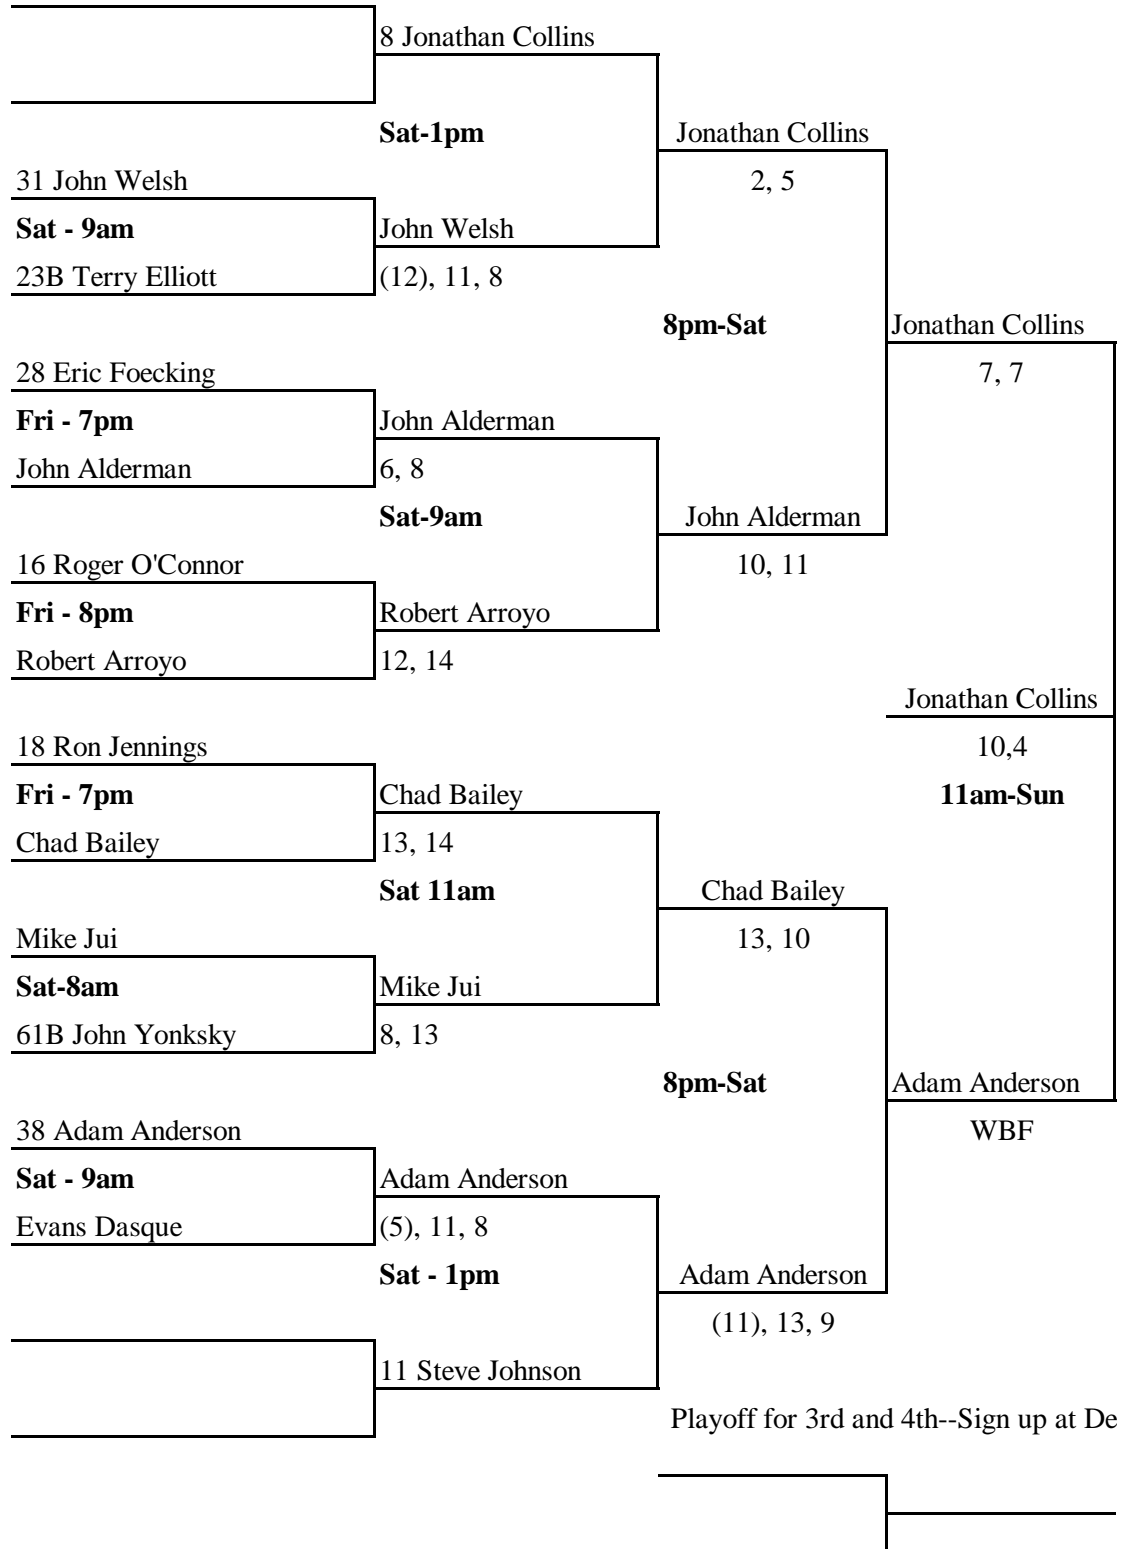 8 Jonathan Collins
Sat-1pm
Jonathan Collins
31 John Welsh
2, 5
Sat - 9am
John Welsh
23B Terry Elliott
(12), 11, 8
8pm-Sat
Jonathan Collins
28 Eric Foecking
7, 7
Fri - 7pm
John Alderman
John Alderman
6, 8
Sat-9am
John Alderman
16 Roger O'Connor
10, 11
Fri - 8pm
Robert Arroyo
Robert Arroyo
12, 14
Jonathan Collins
18 Ron Jennings
10,4
Fri - 7pm
Chad Bailey
11am-Sun
Chad Bailey
13, 14
Sat 11am
Chad Bailey
Mike Jui
13, 10
Sat-8am
Mike Jui
61B John Yonksky
8, 13
8pm-Sat
Adam Anderson
38 Adam Anderson
WBF
Sat - 9am
Adam Anderson
Evans Dasque
(5), 11, 8
Sat - 1pm
Adam Anderson
(11), 13, 9
11 Steve Johnson
Playoff for 3rd and 4th--Sign up at De